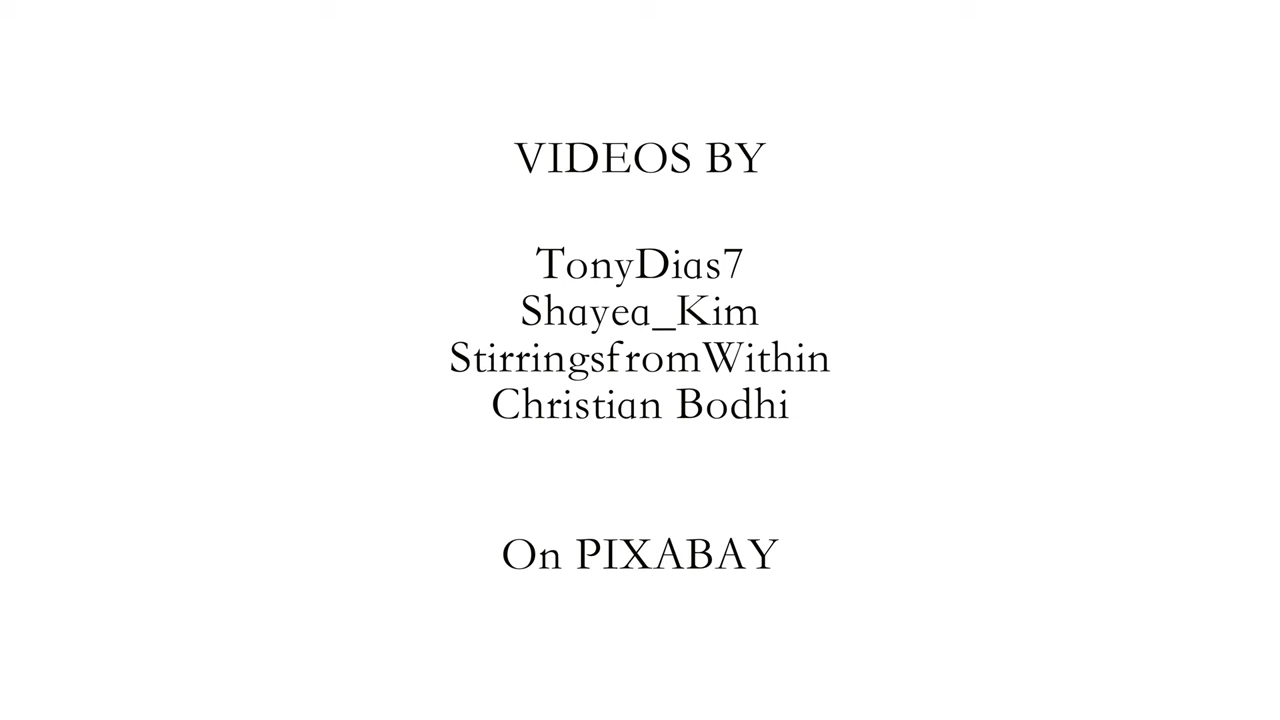 VIDEOS BY
TonyDias7
Shayea_Kim
StirringsfromWithin
Christian Bodhi
On PIXABAY